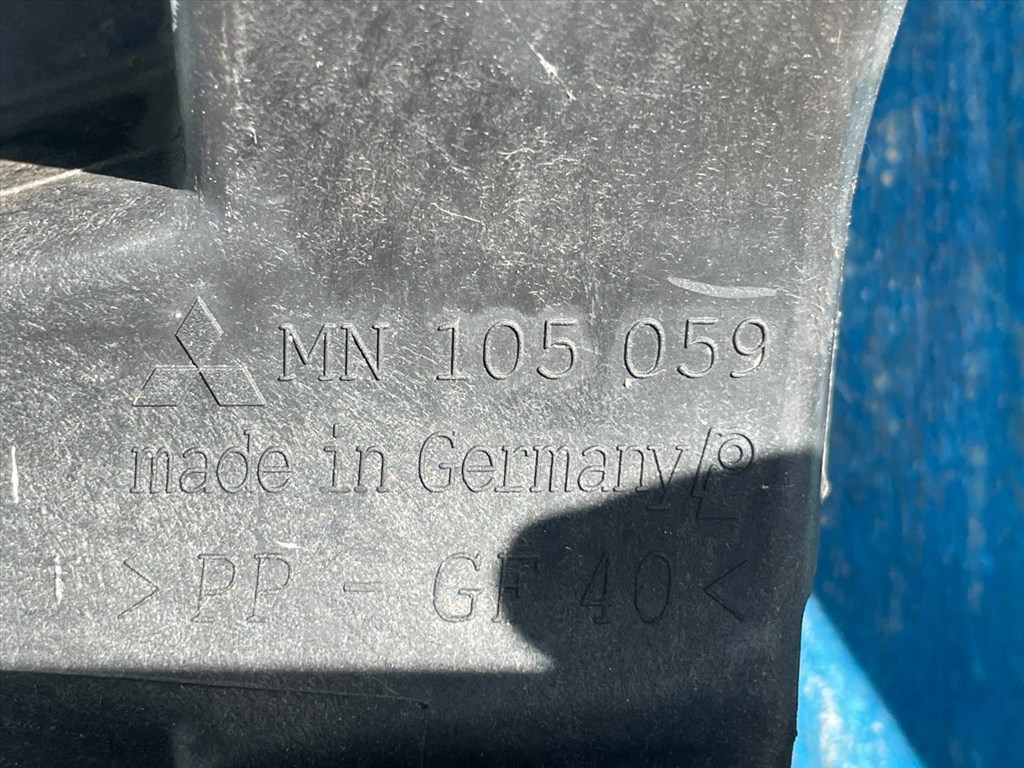 MN 105 059
made in Germany
>PP - GF 40<